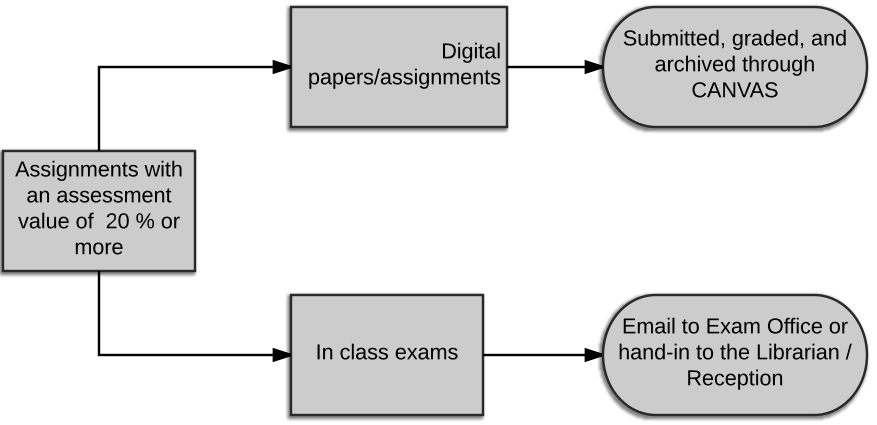 Digital
papers/assignments
Submitted, graded, and
archived through
CANVAS
Assignments with
an assessment
value of  20 % or
more
In class exams
Email to Exam Office or
hand-in to the Librarian /
Reception